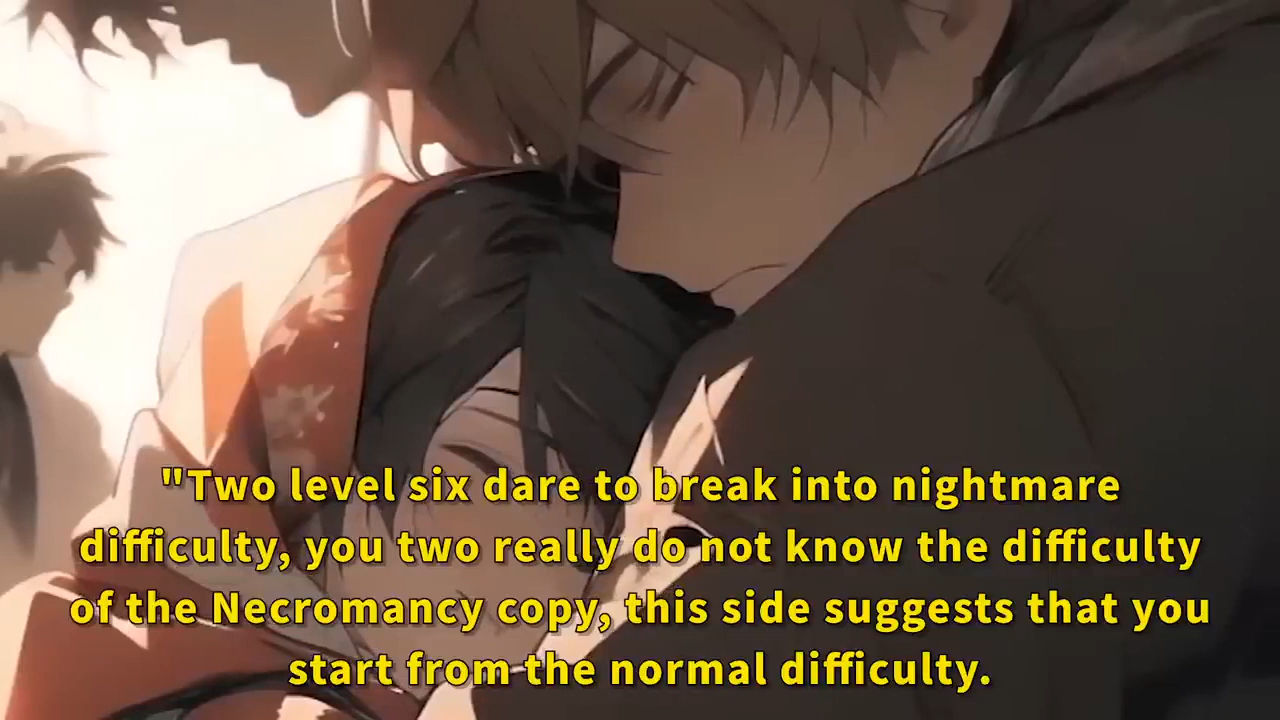 "Two level six dare to break into nightmare
difficulty, you two really do not know the difficulty
of the Necromancy copy, this side suggests that you
start from the normal difficulty.